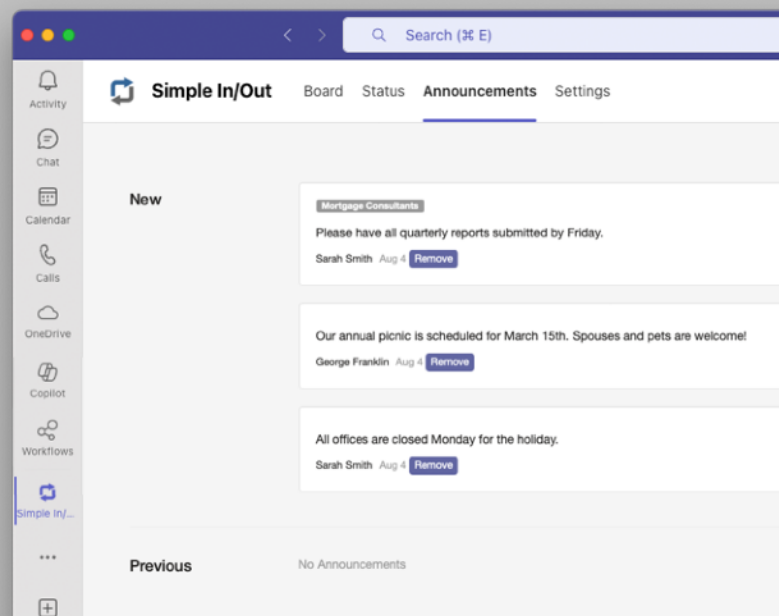 Search (⌘ E)
Activity
Chat
Calendar
Calls
OneDrive
Copilot
Workflows
Simple In/...
Simple In/Out
Board Status Announcements Settings
New
Mortgage Consultants
Please have all quarterly reports submitted by Friday.
Sarah Smith Aug 4 Remove
Our annual picnic is scheduled for March 15th. Spouses and pets are welcome!
George Franklin Aug 4 Remove
All offices are closed Monday for the holiday.
Sarah Smith Aug 4 Remove
Previous
No Announcements